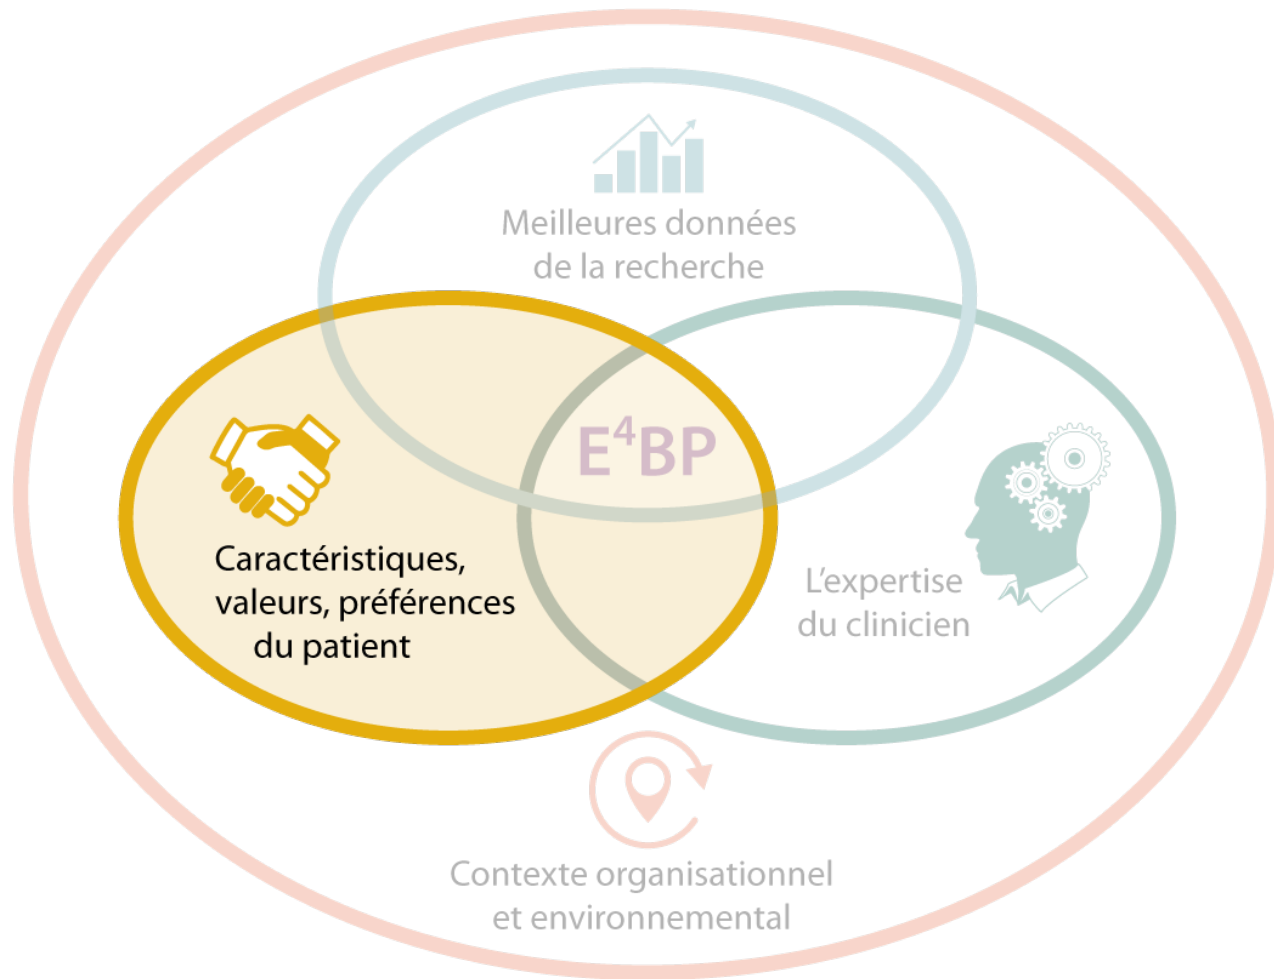 Meilleures données
de la recherche
E⁴BP
Caractéristiques,
valeurs, préférences
du patient
L'expertise
du clinicien
Contexte organisationnel
et environnemental